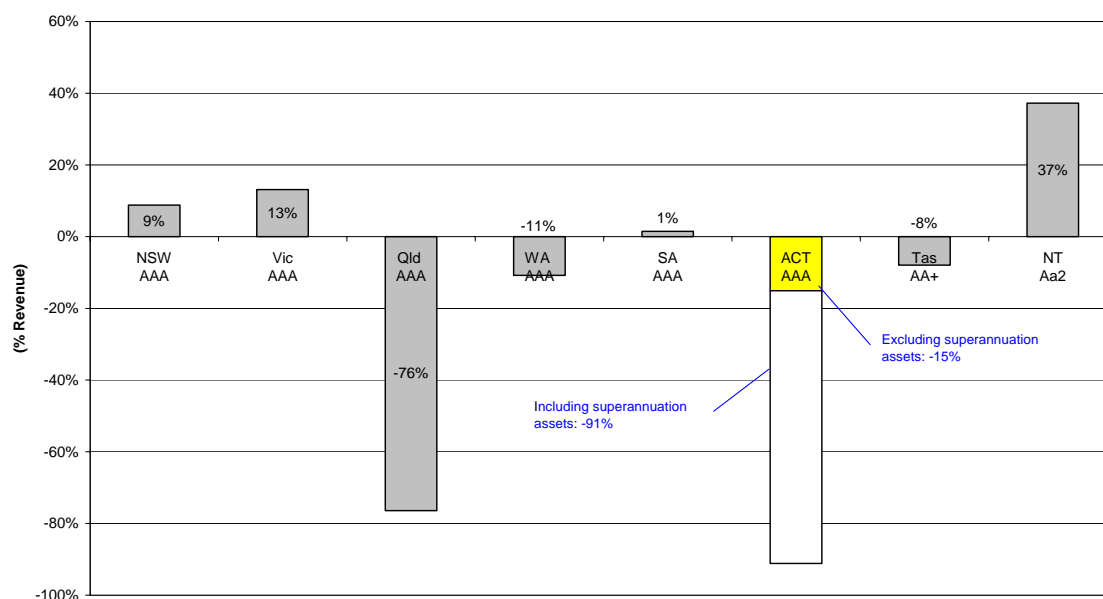 60%
40%
20%
0%
-20%
-40%
-60%
-80%
-100%
(% Revenue)
9%
13%
-76%
-11%
1%
-8%
37%
NSW
AAA
Vic
AAA
Qld
AAA
WA
AAA
SA
AAA
ACT
AAA
Tas
AA+
NT
Aa2
Excluding superannuation
assets: -15%
Including superannuation
assets: -91%